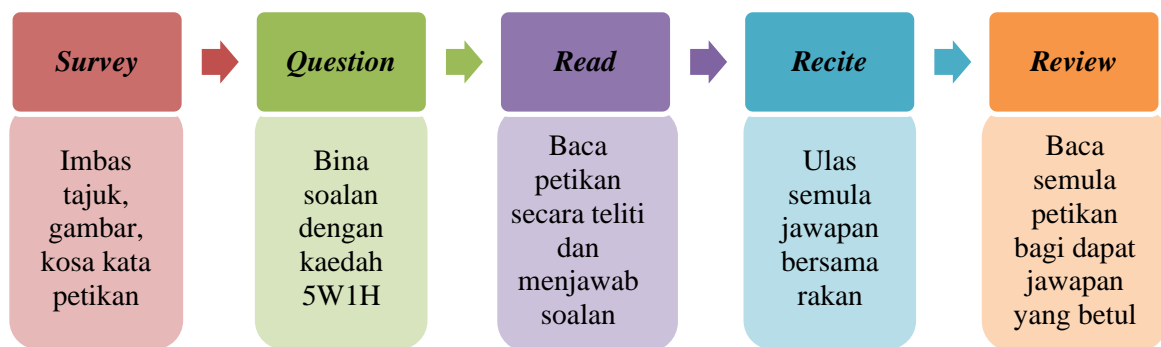 Survey
Imbas
tajuk,
gambar,
kosa kata
petikan
Question
Bina
soalan
dengan
kaedah
5W1H
Read
Baca
petikan
secara teliti
dan
menjawab
soalan
Recite
Ulas
semula
jawapan
bersama
rakan
Review
Baca
semula
petikan
bagi dapat
jawapan
yang betul